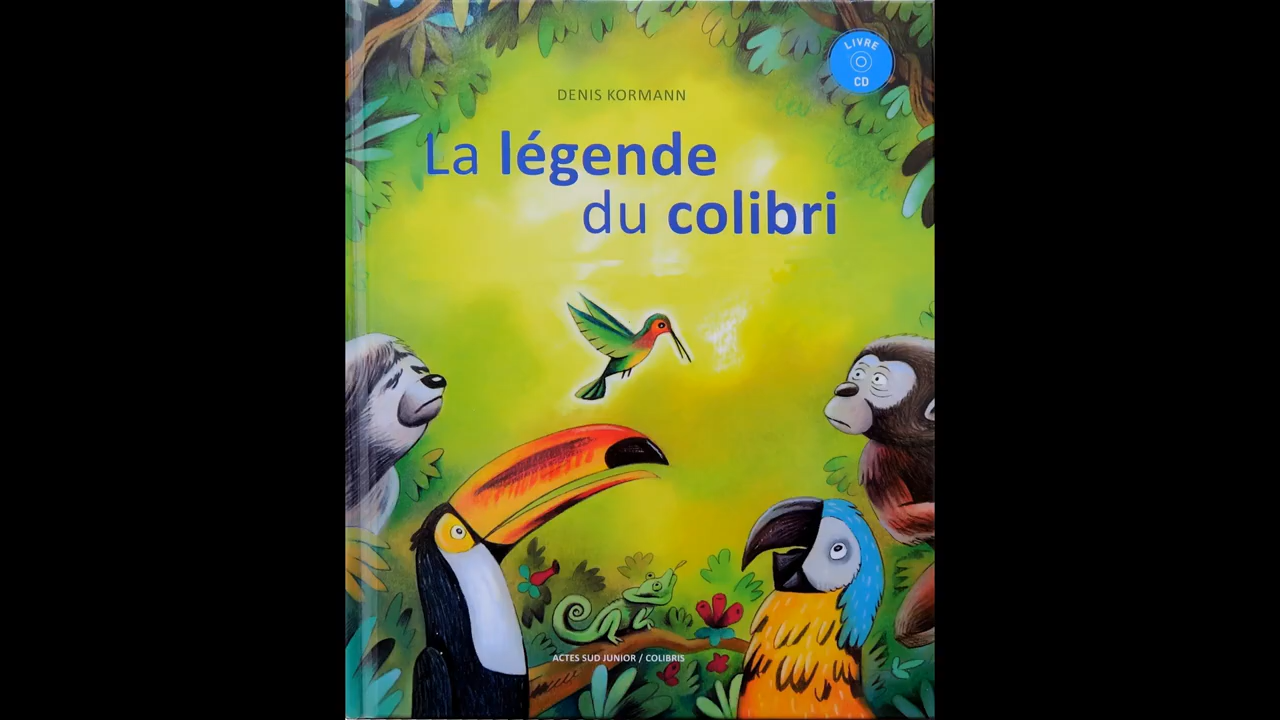 LIVRE
CD
DENIS KORMANN
La légende
du colibri
ACTES SUD JUNIOR / COLIBRIS